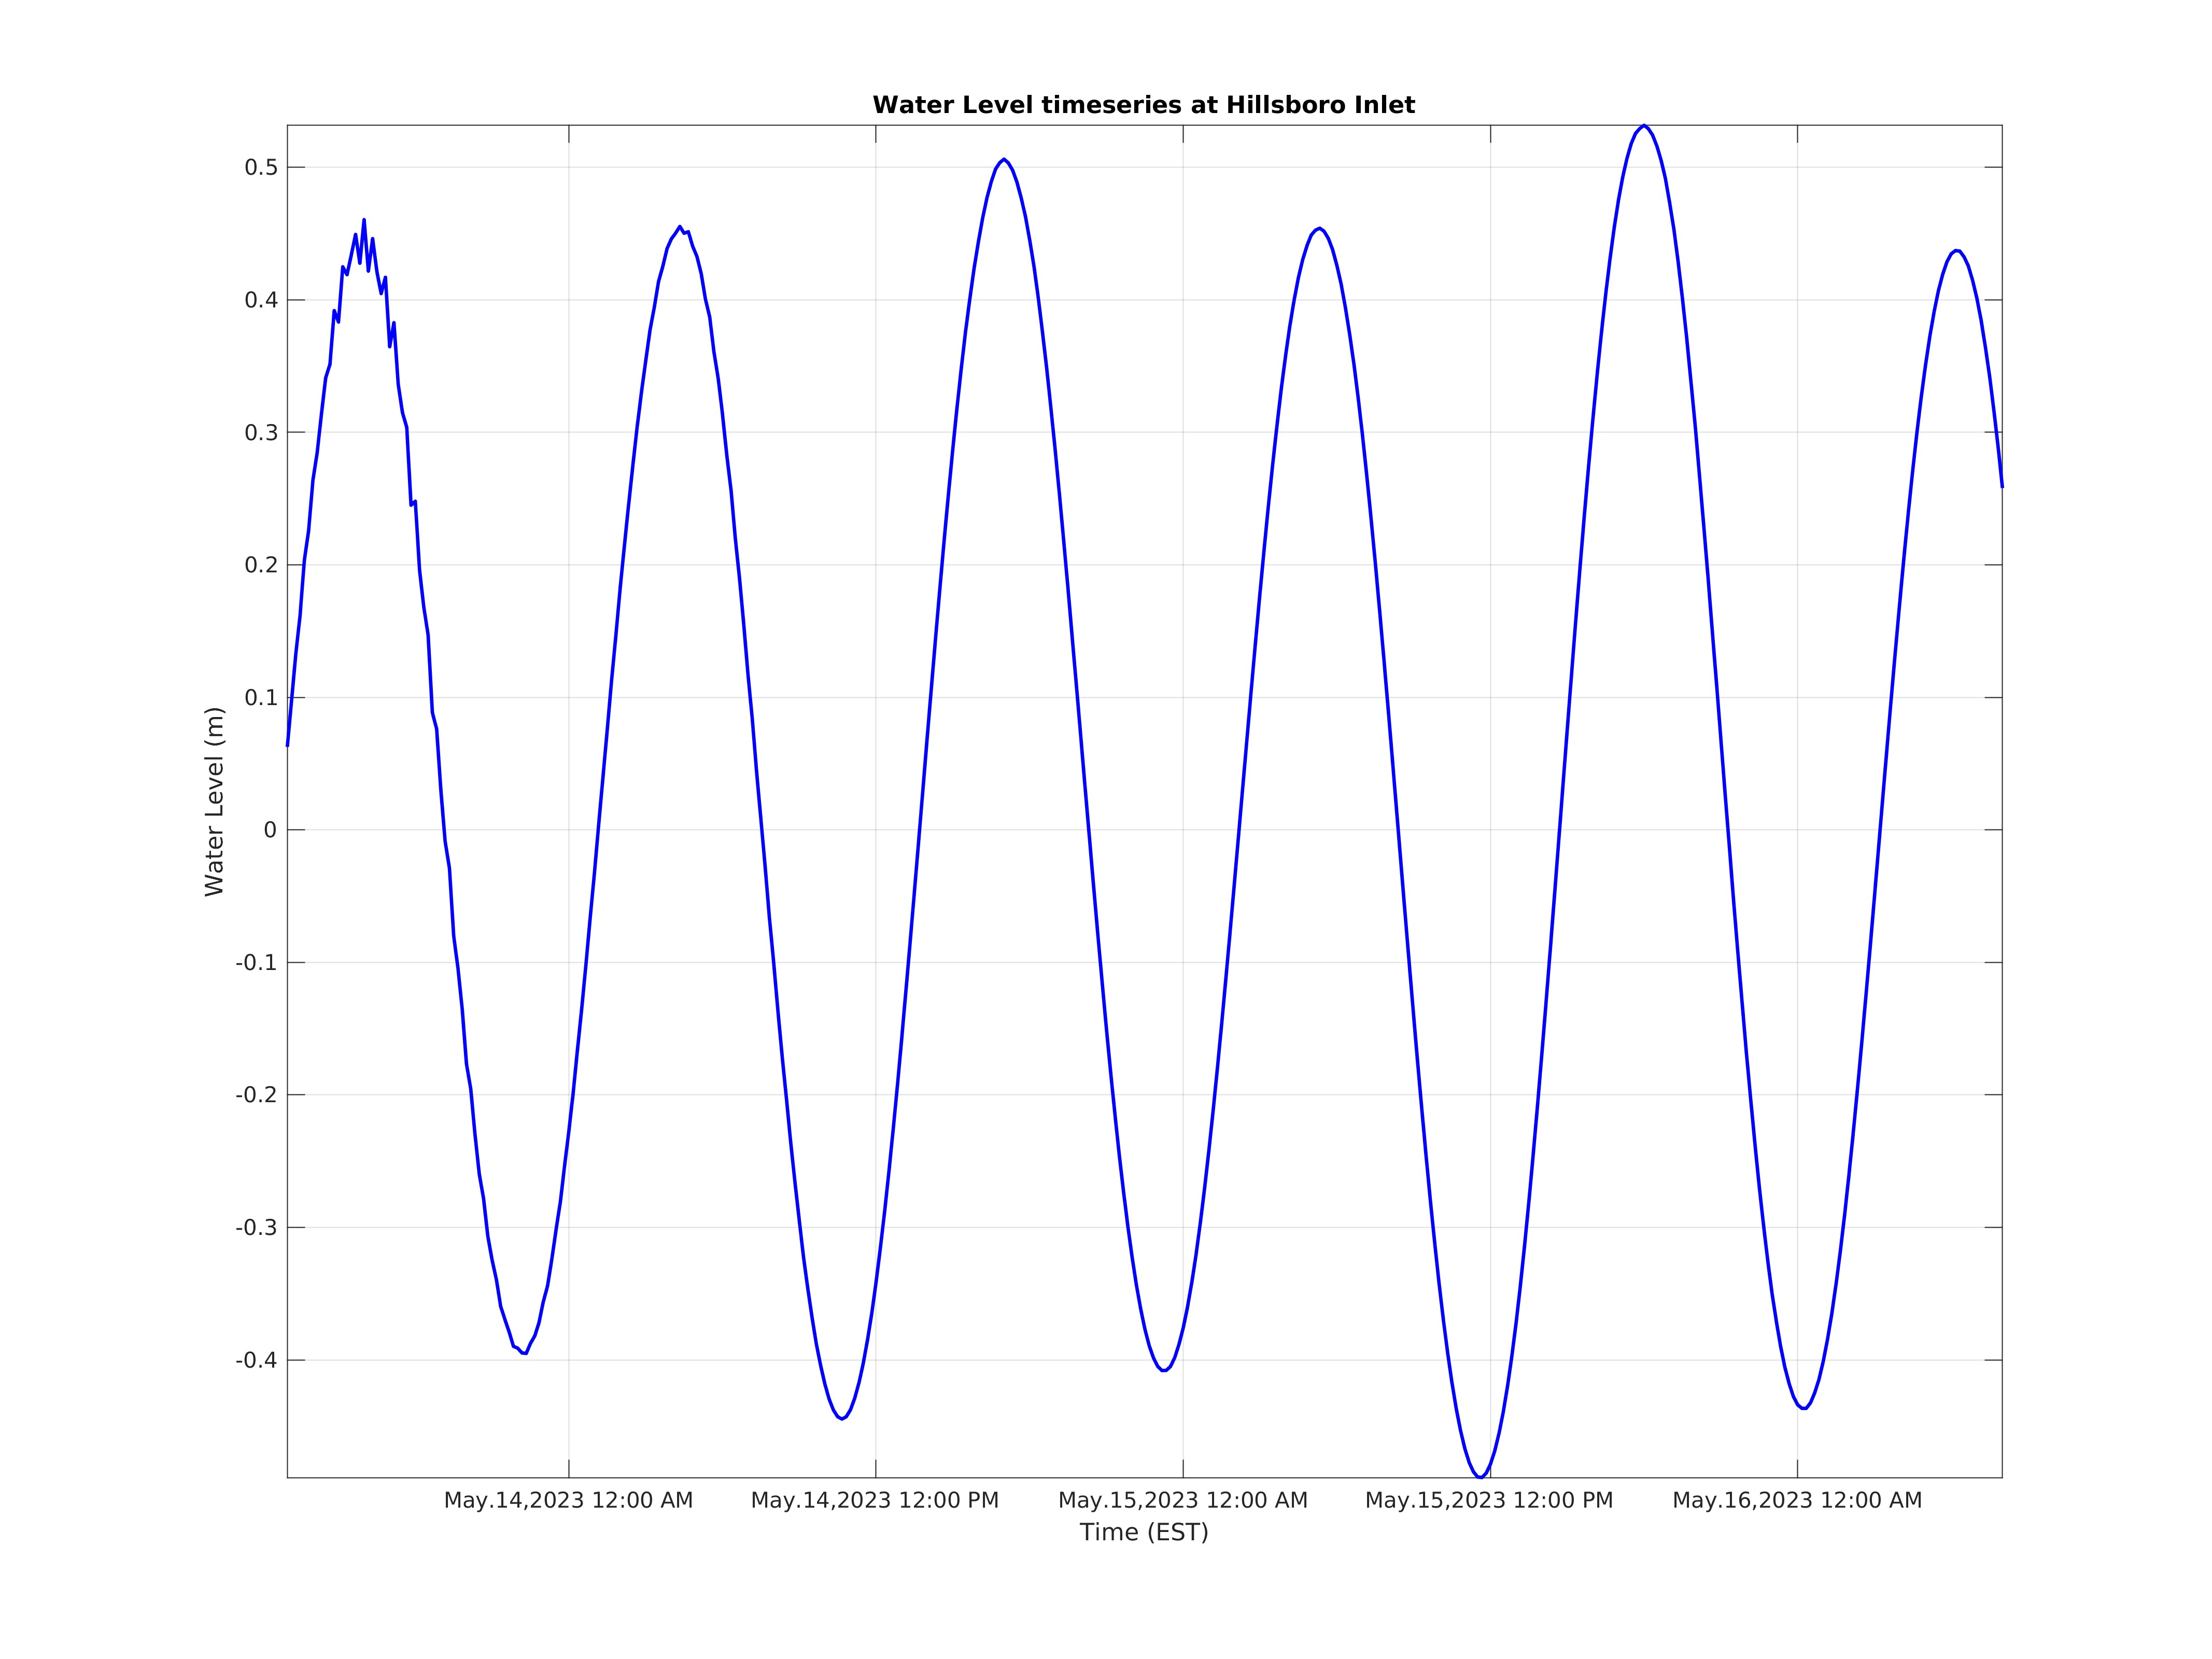 Water Level timeseries at Hillsboro Inlet
0.5
0.4
0.3
0.2
0.1
0
-0.1
-0.2
-0.3
-0.4
Water Level (m)
May.14,2023 12:00 AM May.14,2023 12:00 PM May.15,2023 12:00 AM May.15,2023 12:00 PM May.16,2023 12:00 AM
Time (EST)